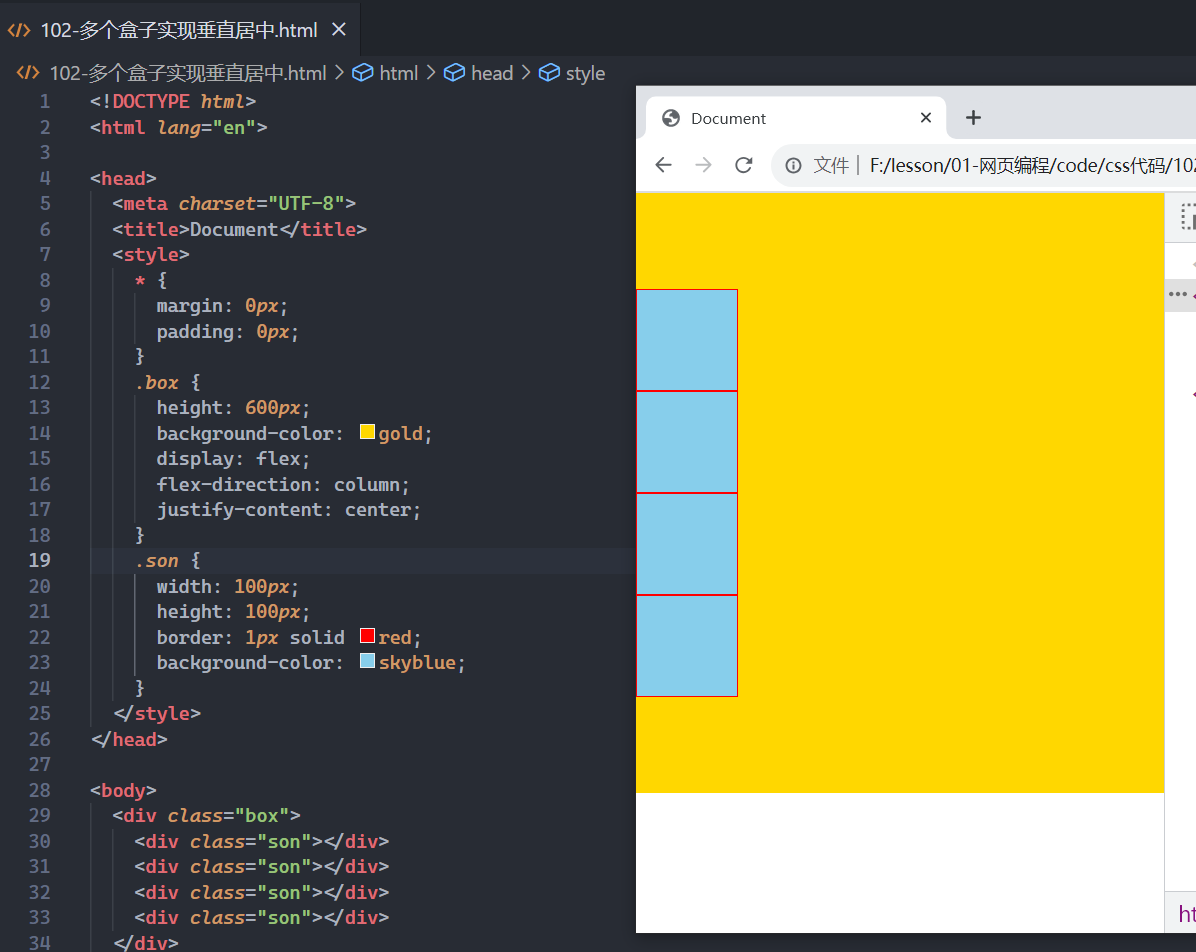 102-多个盒子实现垂直居中.html
102-多个盒子实现垂直居中.html > html > head > style
1 <!DOCTYPE html>
2 <html lang="en">
3
4 <head>
5 <meta charset="UTF-8">
6 <title>Document</title>
7 <style>
8 * {
9 margin: 0px;
10 padding: 0px;
11 }
12 .box {
13 height: 600px;
14 background-color: gold;
15 display: flex;
16 flex-direction: column;
17 justify-content: center;
18 }
19 .son {
20 width: 100px;
21 height: 100px;
22 border: 1px solid red;
23 background-color: skyblue;
24 }
25 </style>
26 </head>
27
28 <body>
29 <div class="box">
30 <div class="son"></div>
31 <div class="son"></div>
32 <div class="son"></div>
33 <div class="son"></div>
34 </div>
Document
文件 | F:/lesson/01-网页编程/code/css代码/102
ht